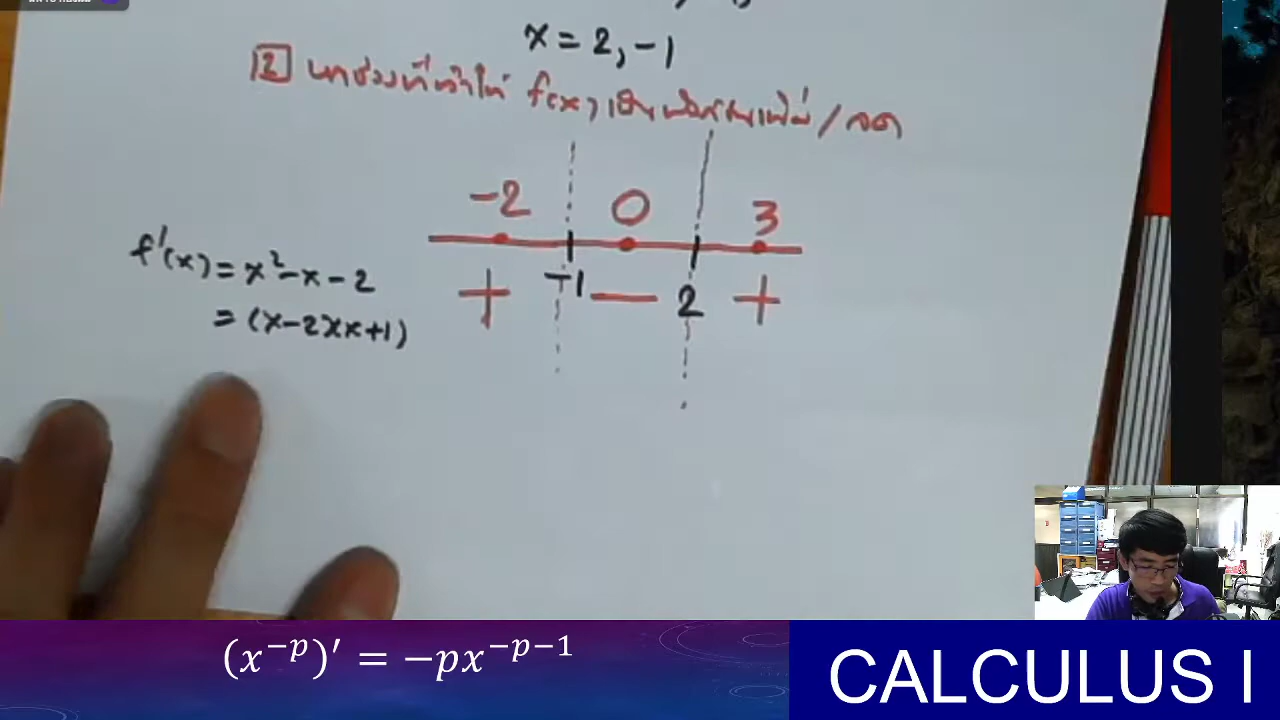 x = 2, -1
[2] หาช่วงที่ทำให้ f(x) เป็นฟังก์ชันเพิ่ม / ลด
-2 0 3
f'(x) = x² - x - 2
+ -1 — 2 +
= (x-2)(x+1)
(x⁻ᵖ)′ = −px⁻ᵖ⁻¹
CALCULUS I